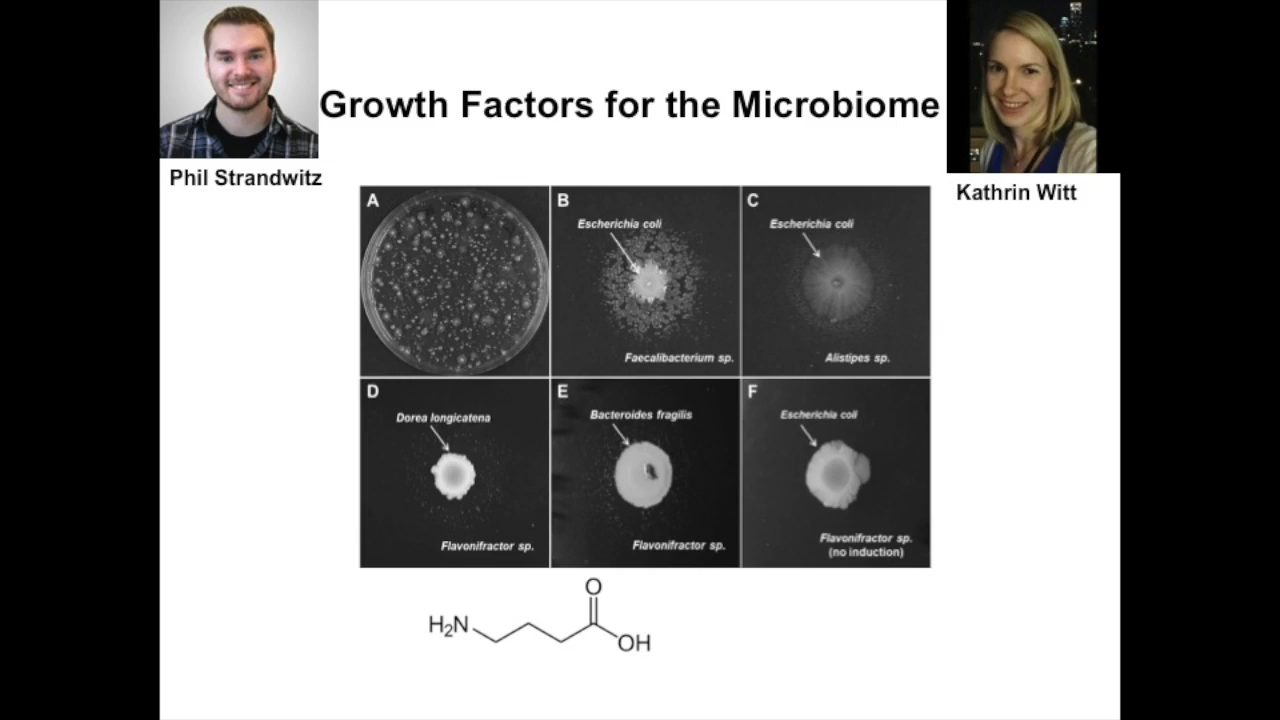 Growth Factors for the Microbiome
Phil Strandwitz
Kathrin Witt
A
B
Escherichia coli
Faecalibacterium sp.
C
Escherichia coli
Alistipes sp.
D
Dorea longicatena
Flavonifractor sp.
E
Bacteroides fragilis
Flavonifractor sp.
F
Escherichia coli
Flavonifractor sp.
(no induction)
O
H₂N
OH